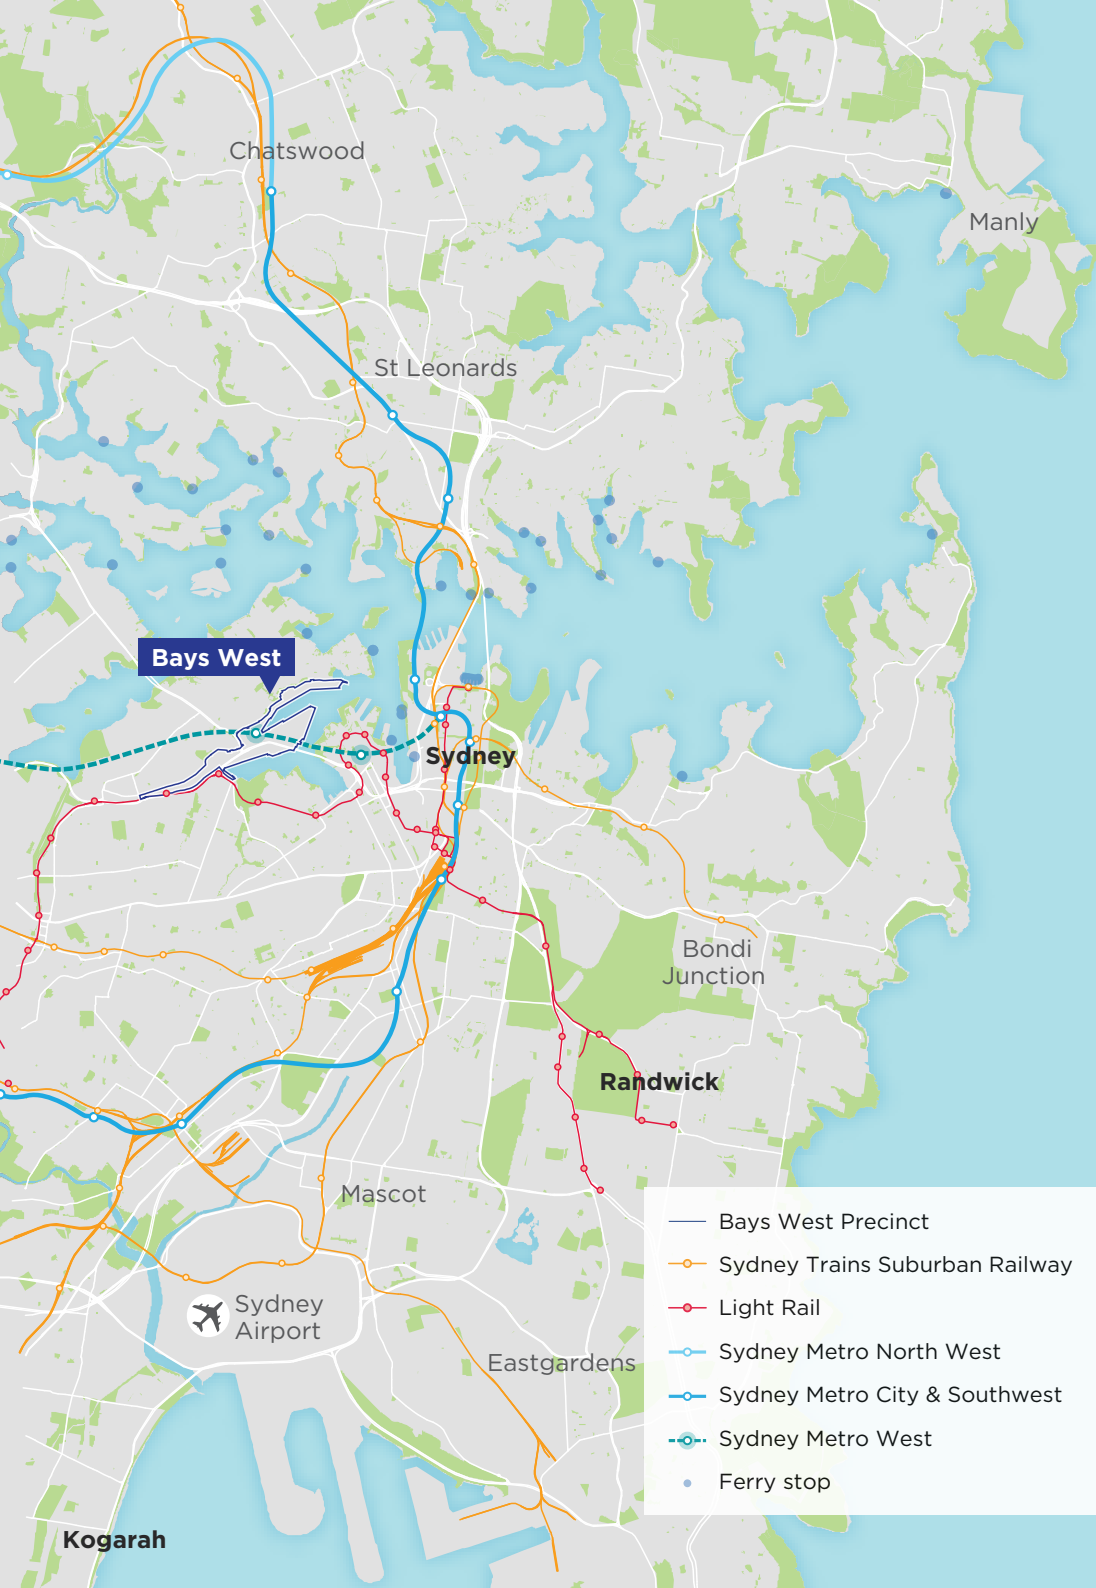 Chatswood
Manly
St Leonards
Bays West
Sydney
Bondi
Junction
Randwick
Mascot
Bays West Precinct
Sydney Trains Suburban Railway
Sydney
Airport
Light Rail
Sydney Metro North West
Eastgardens
Sydney Metro City & Southwest
Sydney Metro West
Ferry stop
Kogarah